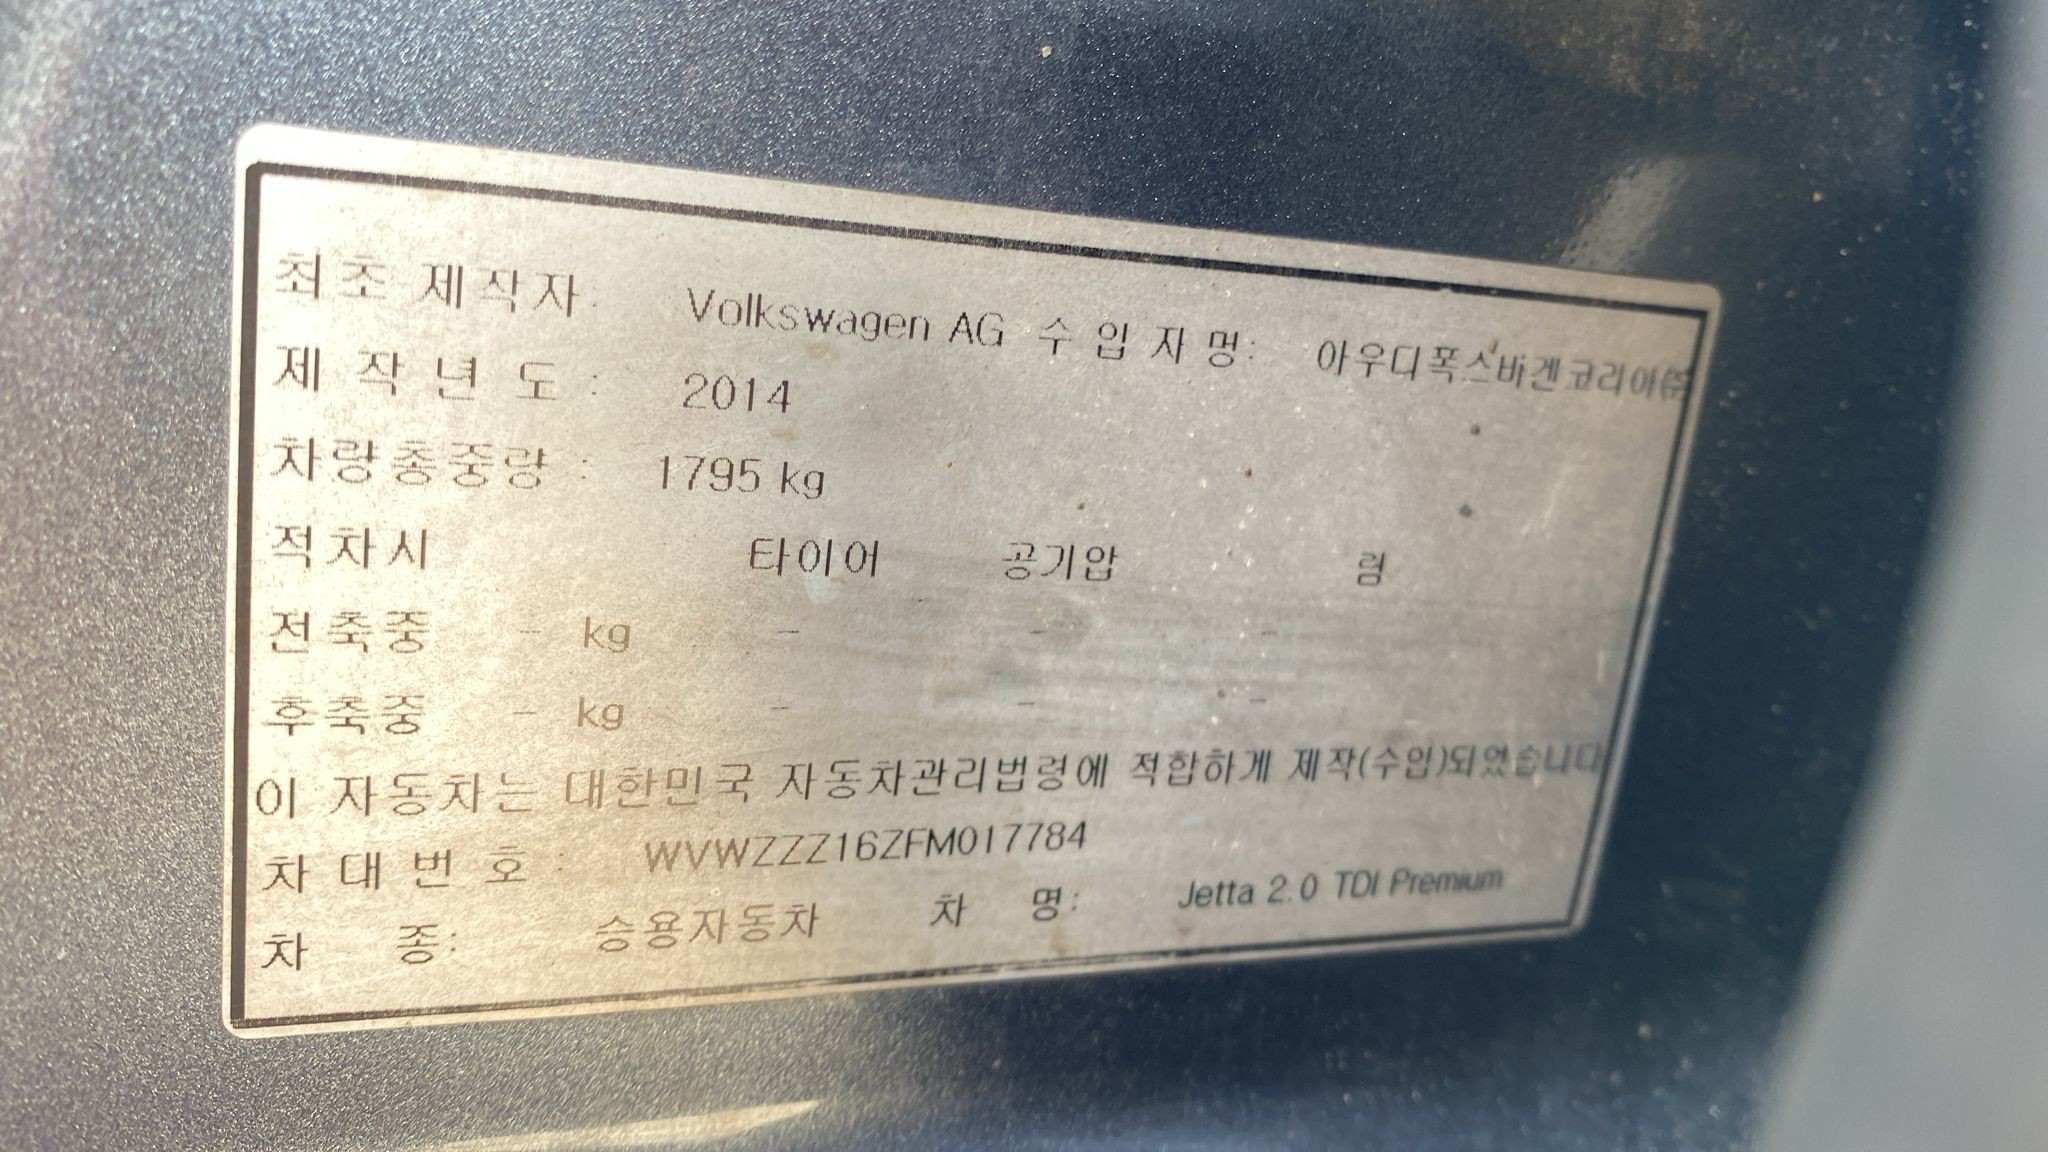 최초 제작자: Volkswagen AG 수 입 자 명: 아우디폭스바겐코리아㈜
제 작 년 도 : 2014
차량총중량 : 1795 kg
적차시 타이어 공기압 림
전축중 - kg - - -
후축중 - kg - - -
이 자동차는 대한민국 자동차관리법령에 적합하게 제작(수입)되었습니다
차 대 번 호 : WVWZZZ16ZFM017784
차 종: 승용자동차 차 명: Jetta 2.0 TDI Premium